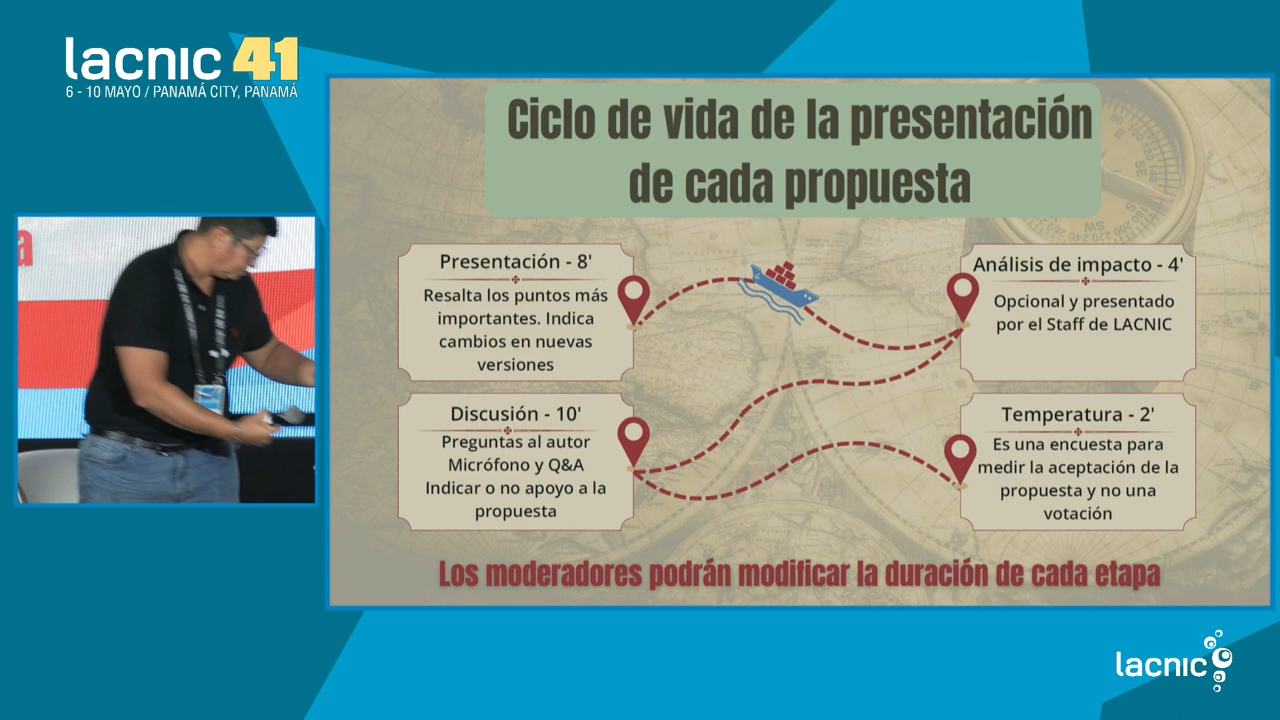 lacnic 41
6 - 10 MAYO / PANAMÁ CITY, PANAMÁ
Ciclo de vida de la presentación
de cada propuesta
Presentación - 8'
Resalta los puntos más
importantes. Indica
cambios en nuevas
versiones
Análisis de impacto - 4'
Opcional y presentado
por el Staff de LACNIC
Discusión - 10'
Preguntas al autor
Micrófono y Q&A
Indicar o no apoyo a la
propuesta
Temperatura - 2'
Es una encuesta para
medir la aceptación de la
propuesta y no una
votación
Los moderadores podrán modificar la duración de cada etapa
lacnic